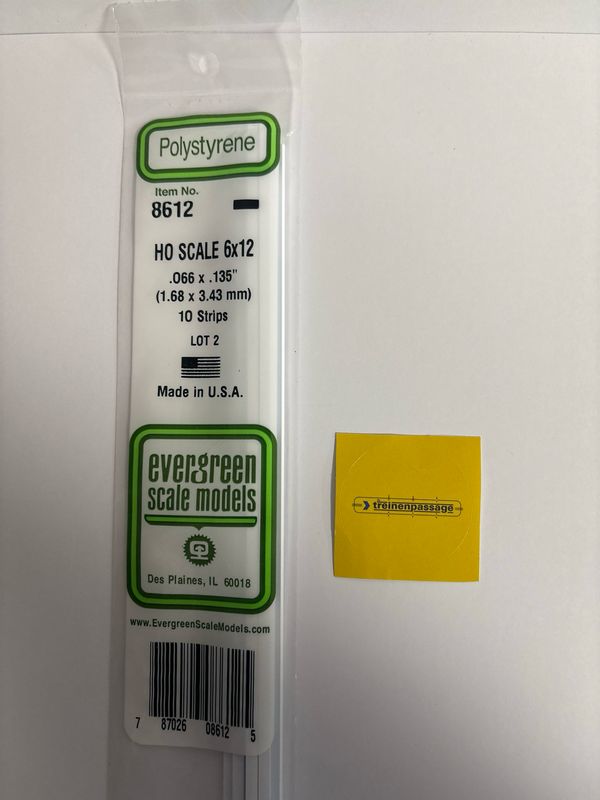 Polystyrene
Item No.
8612
HO SCALE 6x12
.066 x .135"
(1.68 x 3.43 mm)
10 Strips
LOT 2
Made in U.S.A.
evergreen
scale models
Des Plaines, IL 60018
www.EvergreenScaleModels.com
7 87026 08612 5
treinenpassage